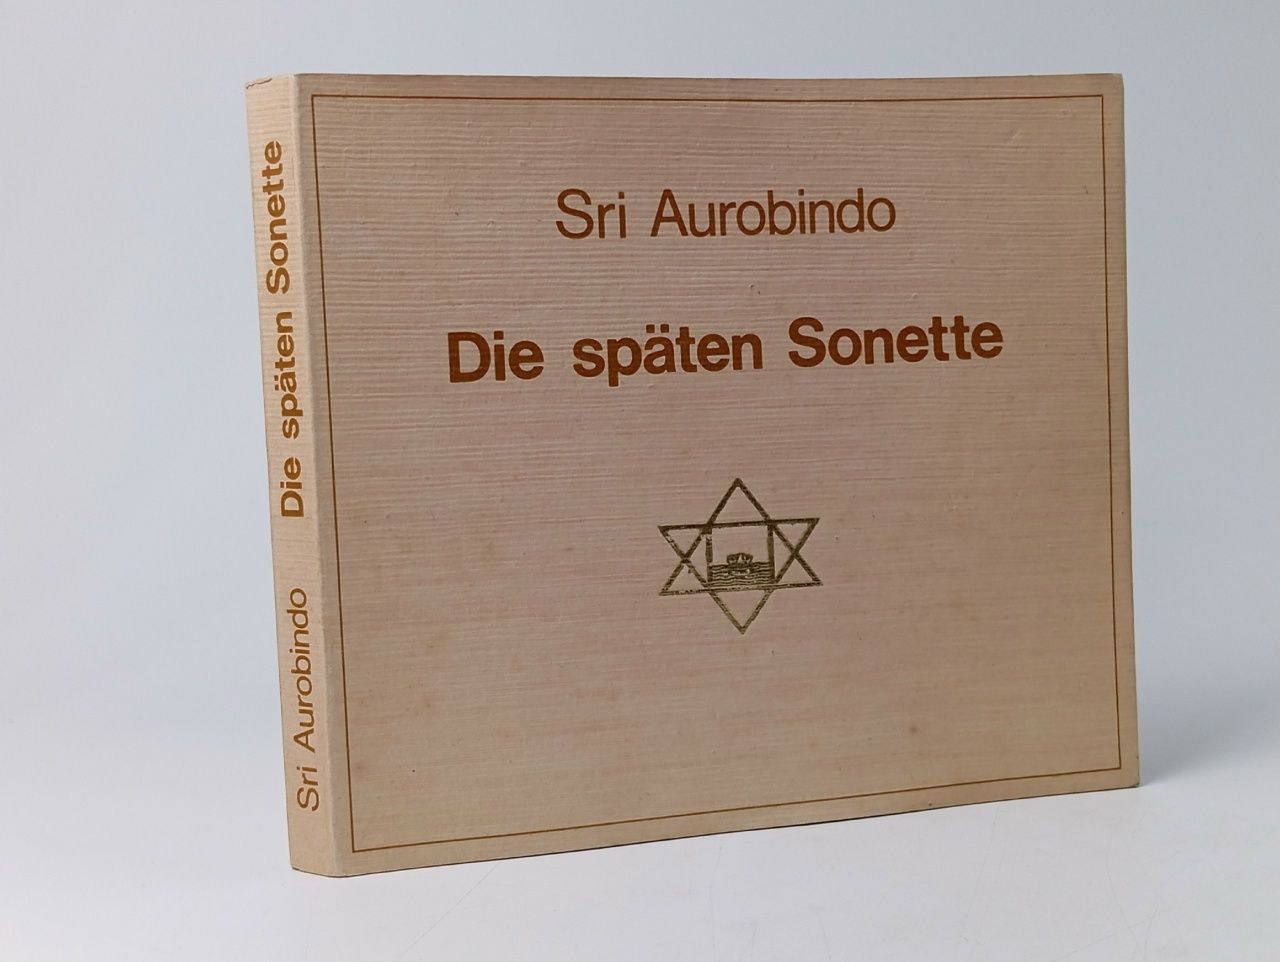 Sri Aurobindo
Die späten Sonette
Sri Aurobindo Die späten Sonette